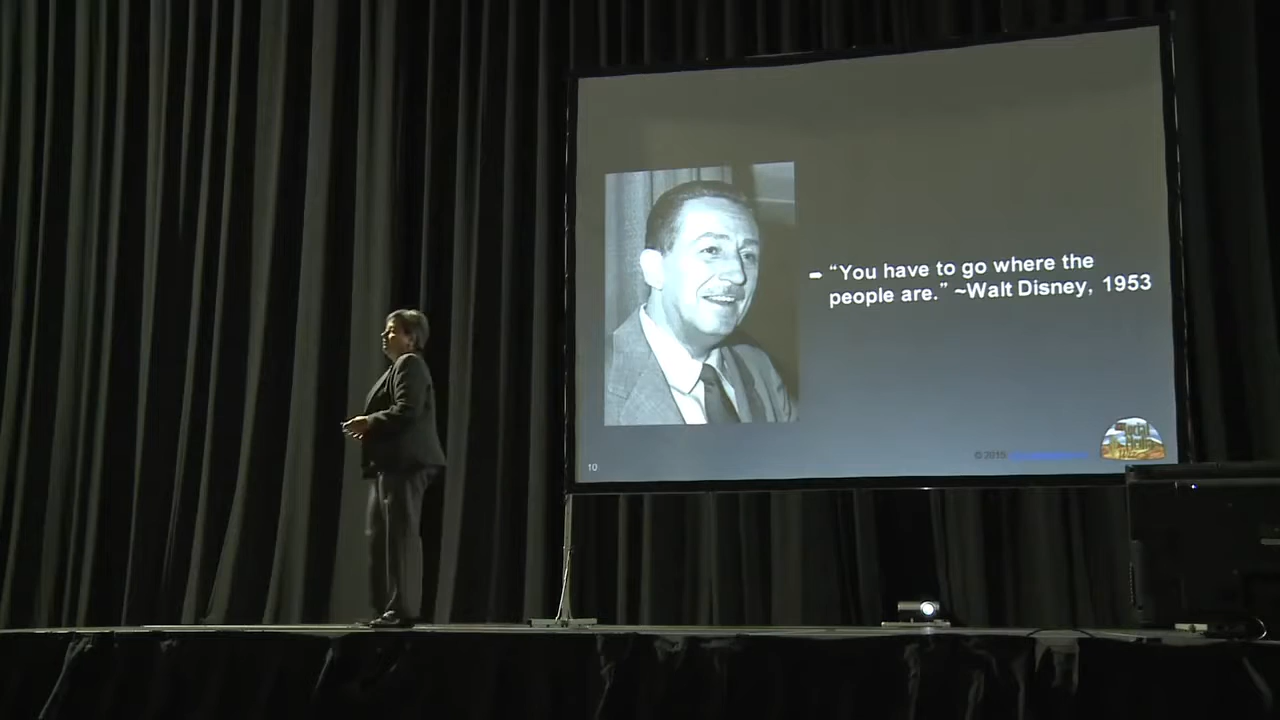 “You have to go where the
people are.” ~Walt Disney, 1953
10
© 2015